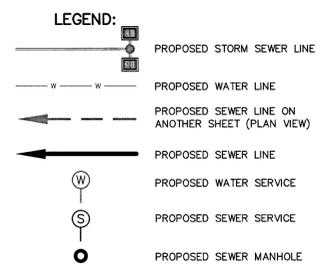 LEGEND:
PROPOSED STORM SEWER LINE
W W PROPOSED WATER LINE
PROPOSED SEWER LINE ON
ANOTHER SHEET (PLAN VIEW)
PROPOSED SEWER LINE
W PROPOSED WATER SERVICE
S PROPOSED SEWER SERVICE
PROPOSED SEWER MANHOLE